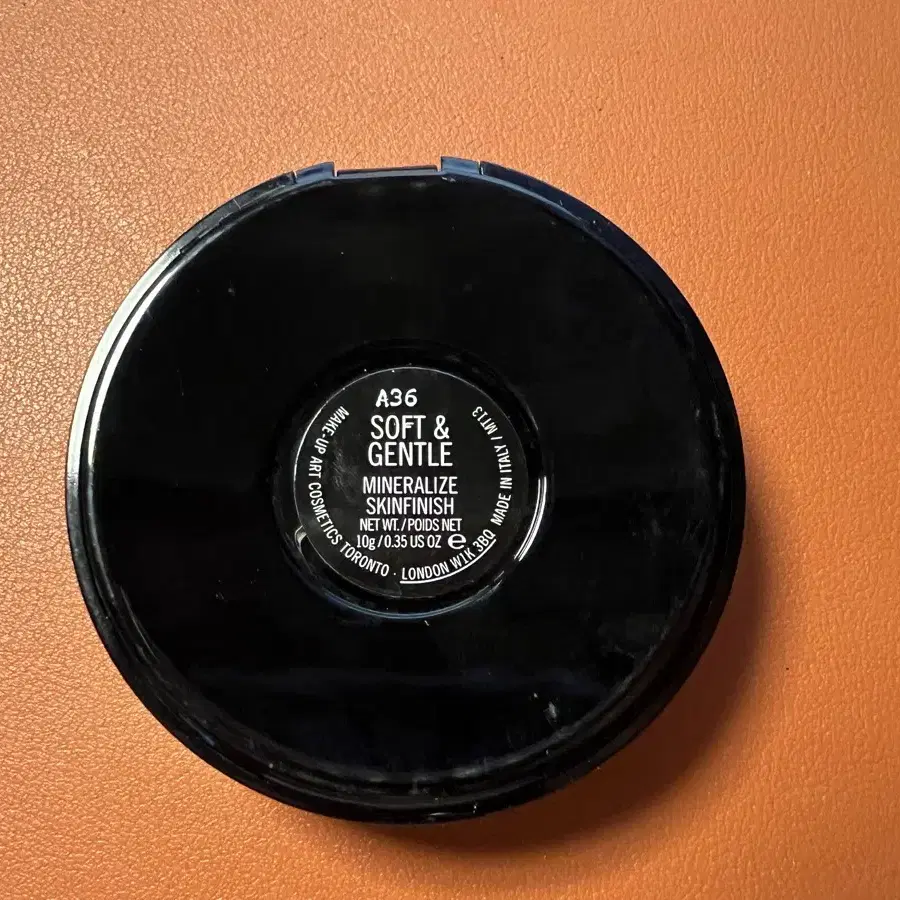 A36
SOFT &
GENTLE
MINERALIZE
SKINFINISH
NET WT./POIDS NET
10g/0.35 US OZ ℮
MAKE-UP ART COSMETICS TORONTO · LONDON W1K 3BQ MADE IN ITALY/MT13